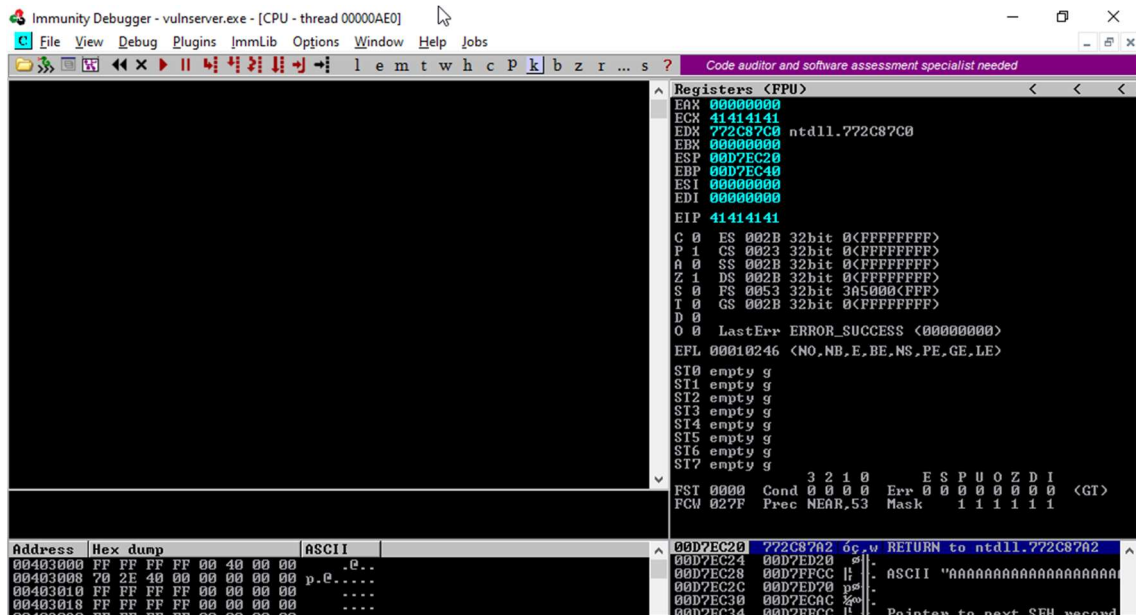 Immunity Debugger - vulnserver.exe - [CPU - thread 00000AE0]
C File View Debug Plugins ImmLib Options Window Help Jobs
l e m t w h c P k b z r ... s ? Code auditor and software assessment specialist needed
Registers (FPU) < < <
EAX 00000000
ECX 41414141
EDX 772C87C0 ntdll.772C87C0
EBX 00000000
ESP 00D7EC20
EBP 00D7EC40
ESI 00000000
EDI 00000000
EIP 41414141
C 0 ES 002B 32bit 0(FFFFFFFF)
P 1 CS 0023 32bit 0(FFFFFFFF)
A 0 SS 002B 32bit 0(FFFFFFFF)
Z 1 DS 002B 32bit 0(FFFFFFFF)
S 0 FS 0053 32bit 3A5000(FFF)
T 0 GS 002B 32bit 0(FFFFFFFF)
D 0
O 0 LastErr ERROR_SUCCESS (00000000)
EFL 00010246 (NO,NB,E,BE,NS,PE,GE,LE)
ST0 empty g
ST1 empty g
ST2 empty g
ST3 empty g
ST4 empty g
ST5 empty g
ST6 empty g
ST7 empty g
3 2 1 0 E S P U O Z D I
FST 0000 Cond 0 0 0 0 Err 0 0 0 0 0 0 0 0 (GT)
FCW 027F Prec NEAR,53 Mask 1 1 1 1 1 1
Address Hex dump ASCII
00403000 FF FF FF FF 00 40 00 00 .@..
00403008 70 2E 40 00 00 00 00 00 p.@.....
00403010 FF FF FF FF 00 00 00 00 ....
00403018 FF FF FF FF 00 00 00 00 ....
00D7EC20 772C87A2 óç,w RETURN to ntdll.772C87A2
00D7EC24 00D7ED20
00D7EC28 00D7FFCC ASCII "AAAAAAAAAAAAAAAAAAAA
00D7EC2C 00D7ED70
00D7EC30 00D7ECAC
00D7EC34 00D7FFCC Pointer to next SEH record